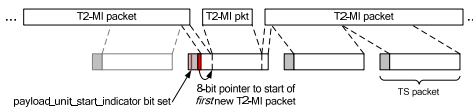 ... T2-MI packet T2-MI pkt T2-MI packet ...
8-bit pointer to start of
first new T2-MI packet
TS packet
payload_unit_start_indicator bit set